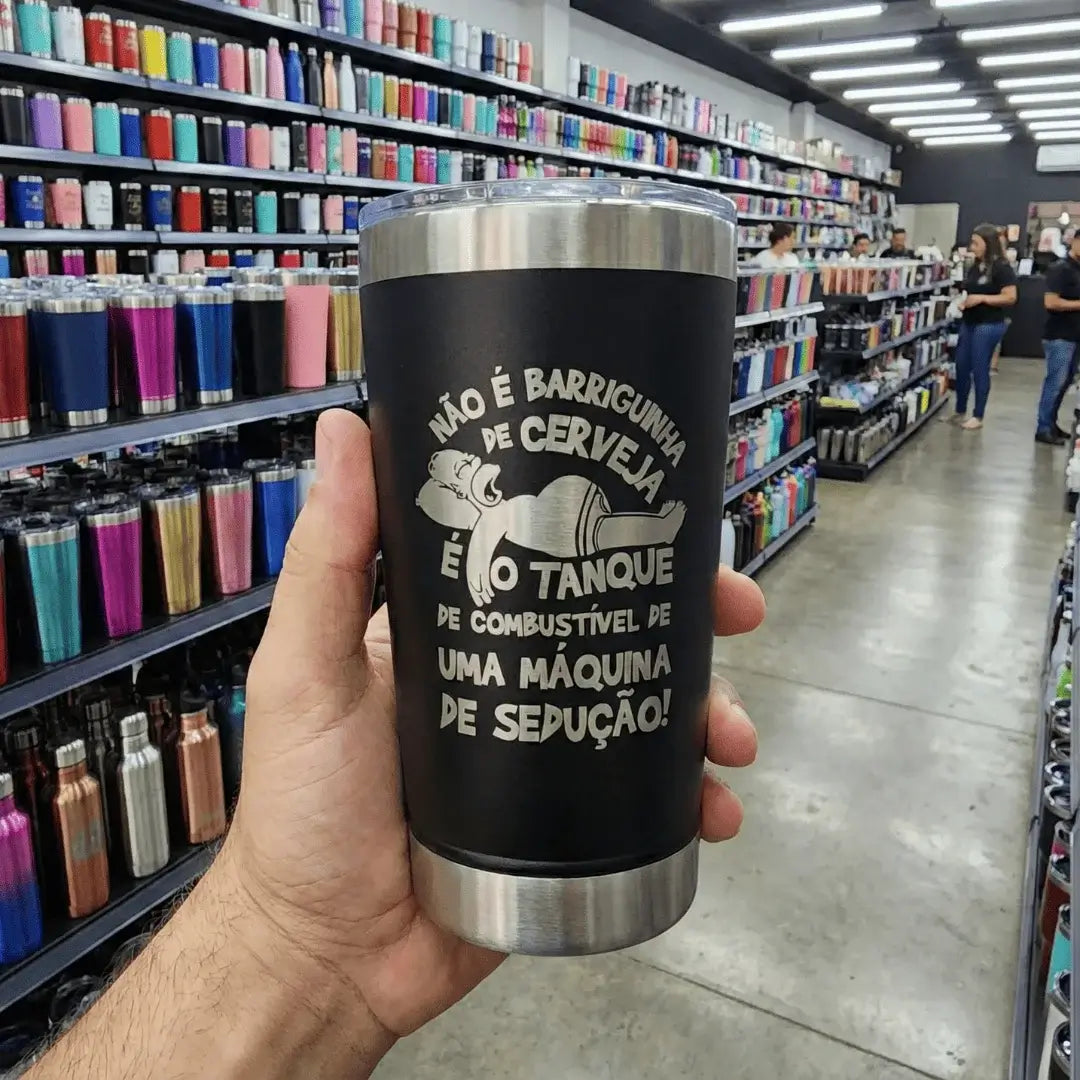 NÃO É BARRIGUINHA
DE CERVEJA
É O TANQUE
DE COMBUSTÍVEL DE
UMA MÁQUINA
DE SEDUÇÃO!